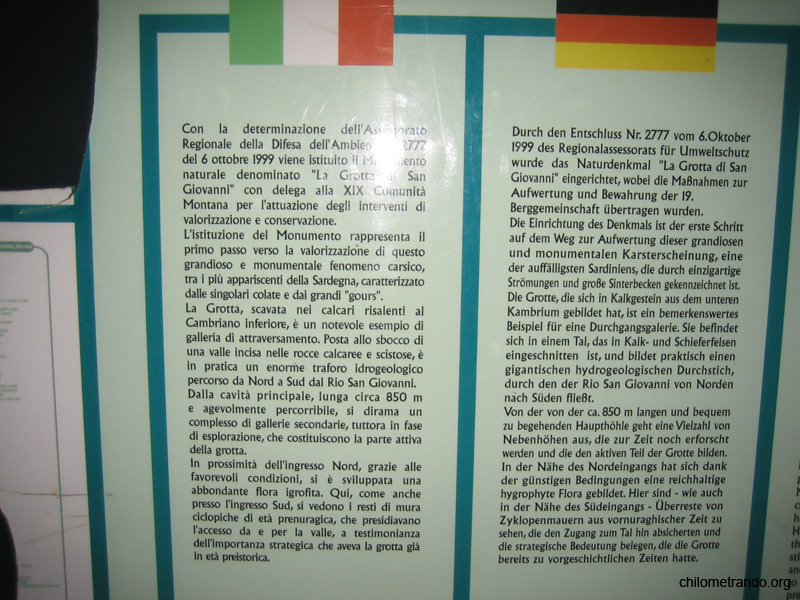 Con la determinazione dell'Assessorato
Regionale della Difesa dell'Ambiente 2777
del 6 ottobre 1999 viene istituito il Monumento
naturale denominato "La Grotta di San
Giovanni" con delega alla XIX Comunità
Montana per l'attuazione degli interventi di
valorizzazione e conservazione.
L'istituzione del Monumento rappresenta il
primo passo verso la valorizzazione di questo
grandioso e monumentale fenomeno carsico,
tra i più appariscenti della Sardegna, caratterizzato
dalle singolari colate e dai grandi "gours".
La Grotta, scavata nei calcari risalenti al
Cambriano inferiore, è un notevole esempio di
galleria di attraversamento. Posta allo sbocco di
una valle incisa nelle rocce calcaree e scistose, è
in pratica un enorme traforo idrogeologico
percorso da Nord a Sud dal Rio San Giovanni.
Dalla cavità principale, lunga circa 850 m
e agevolmente percorribile, si dirama un
complesso di gallerie secondarie, tuttora in fase
di esplorazione, che costituiscono la parte attiva
della grotta.
In prossimità dell'ingresso Nord, grazie alle
favorevoli condizioni, si è sviluppata una
abbondante flora igrofita. Qui, come anche
presso l'ingresso Sud, si vedono i resti di mura
ciclopiche di età prenuragica, che presidiavano
l'accesso da e per la valle, a testimonianza
dell'importanza strategica che aveva la grotta già
in età preistorica.
Durch den Entschluss Nr. 2777 vom 6.Oktober
1999 des Regionalassessorats für Umweltschutz
wurde das Naturdenkmal "La Grotta di San
Giovanni" eingerichtet, wobei die Maßnahmen zur
Aufwertung und Bewahrung der 19.
Berggemeinschaft übertragen wurden.
Die Einrichtung des Denkmals ist der erste Schritt
auf dem Weg zur Aufwertung dieser grandiosen
und monumentalen Karsterscheinung, eine
der auffälligsten Sardiniens, die durch einzigartige
Strömungen und große Sinterbecken gekennzeichnet ist.
Die Grotte, die sich in Kalkgestein aus dem unteren
Kambrium gebildet hat, ist ein bemerkenswertes
Beispiel für eine Durchgangsgalerie. Sie befindet
sich in einem Tal, das in Kalk- und Schieferfelsen
eingeschnitten ist, und bildet praktisch einen
gigantischen hydrogeologischen Durchstich,
durch den der Rio San Giovanni von Norden
nach Süden fließt.
Von der von der ca. 850 m langen und bequem
zu begehenden Haupthöhle geht eine Vielzahl von
Nebenhöhen aus, die zur Zeit noch erforscht
werden und die den aktiven Teil der Grotte bilden.
In der Nähe des Nordeingangs hat sich dank
der günstigen Bedingungen eine reichhaltige
hygrophyte Flora gebildet. Hier sind - wie auch
in der Nähe des Südeingangs - Überreste von
Zyklopenmauern aus vornuraghischer Zeit zu
sehen, die den Zugang zum Tal hin absicherten und
die strategische Bedeutung belegen, die die Grotte
bereits zu vorgeschichtlichen Zeiten hatte.
chilometrando.org